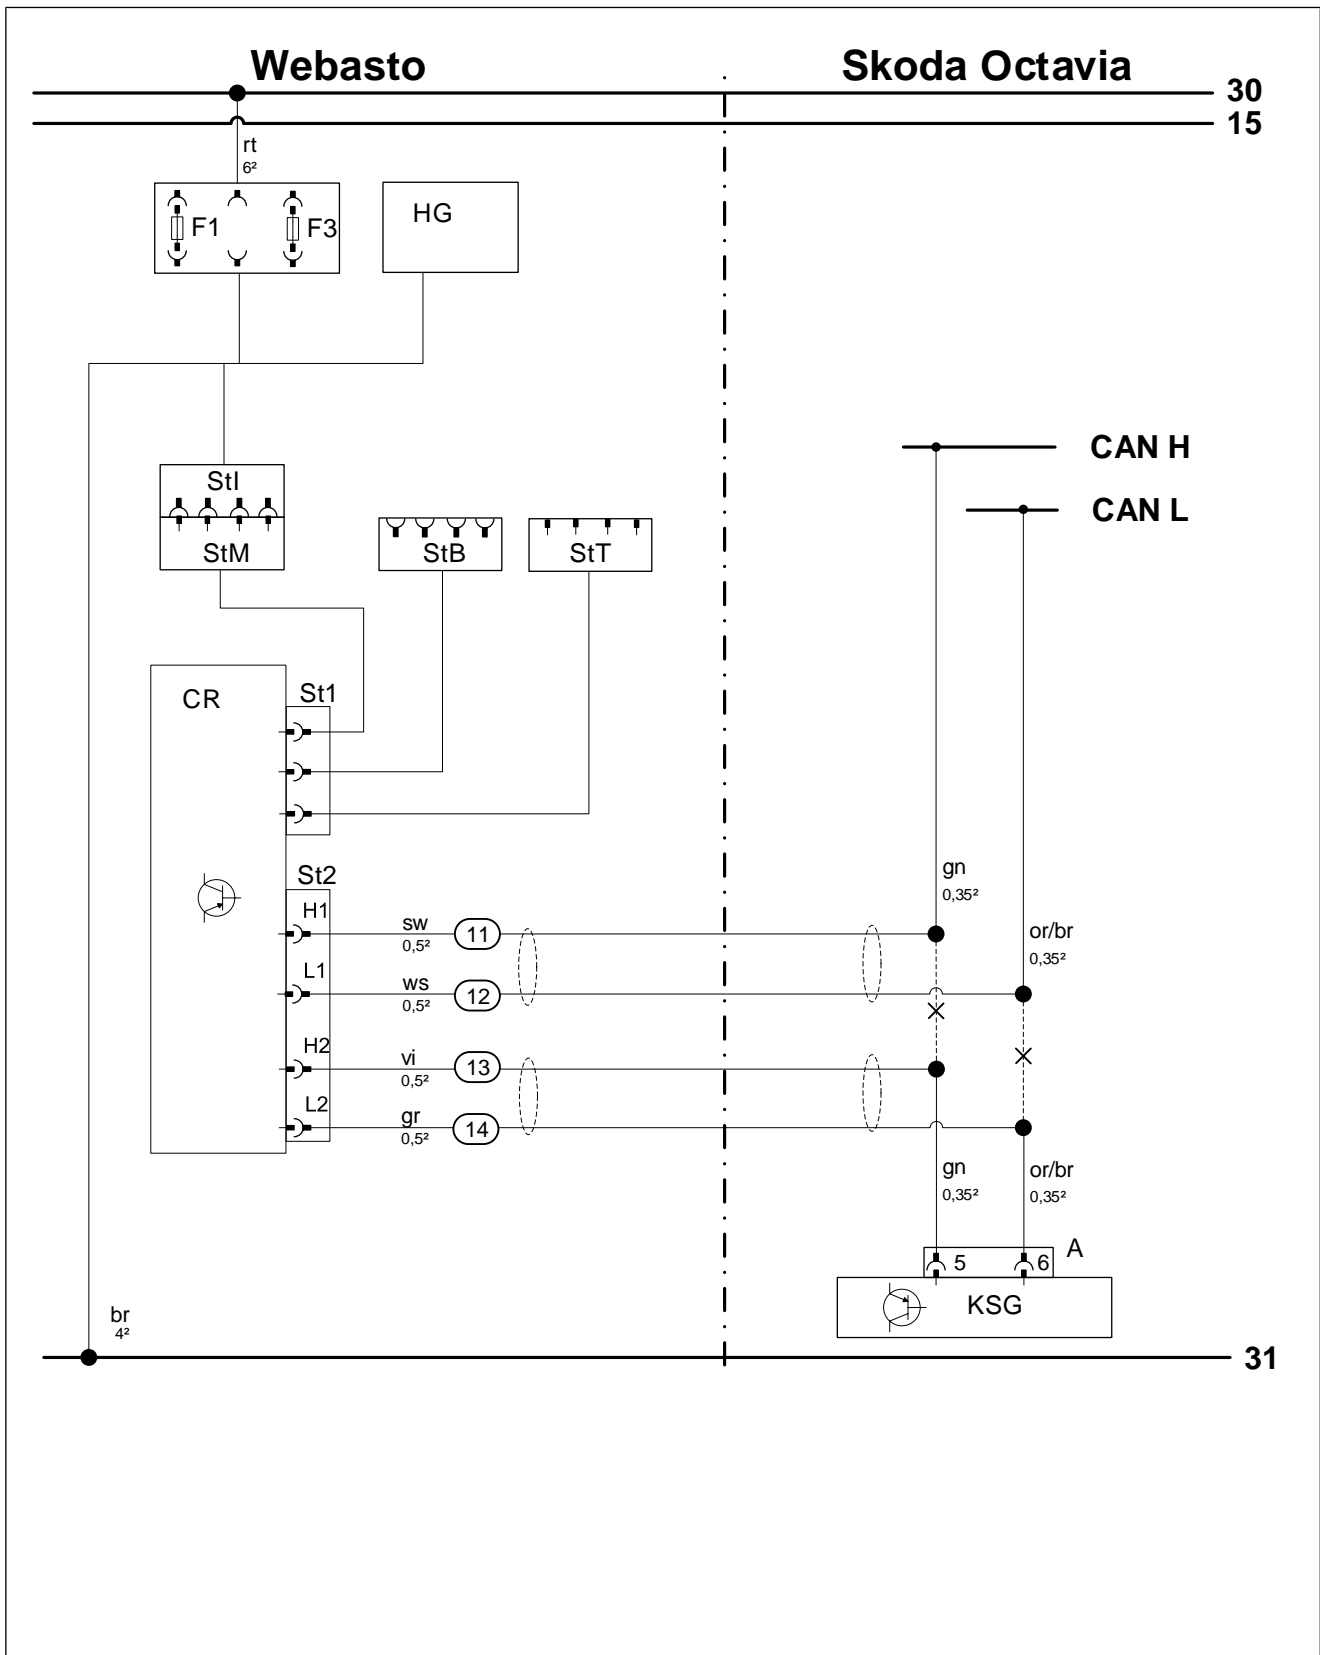 Webasto
Skoda Octavia
30
15
rt
6²
F1
F3
HG
StI
StM
StB
StT
CAN H
CAN L
CR
St1
St2
H1
sw
0,5²
11
L1
ws
0,5²
12
H2
vi
0,5²
13
L2
gr
0,5²
14
gn
0,35²
or/br
0,35²
gn
0,35²
or/br
0,35²
A
5
6
KSG
br
4²
31